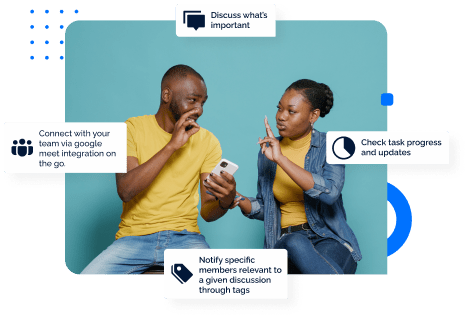 Discuss what's
important
Connect with your
team via google
meet integration on
the go.
Check task progress
and updates
Notify specific
members relevant to
a given discussion
through tags